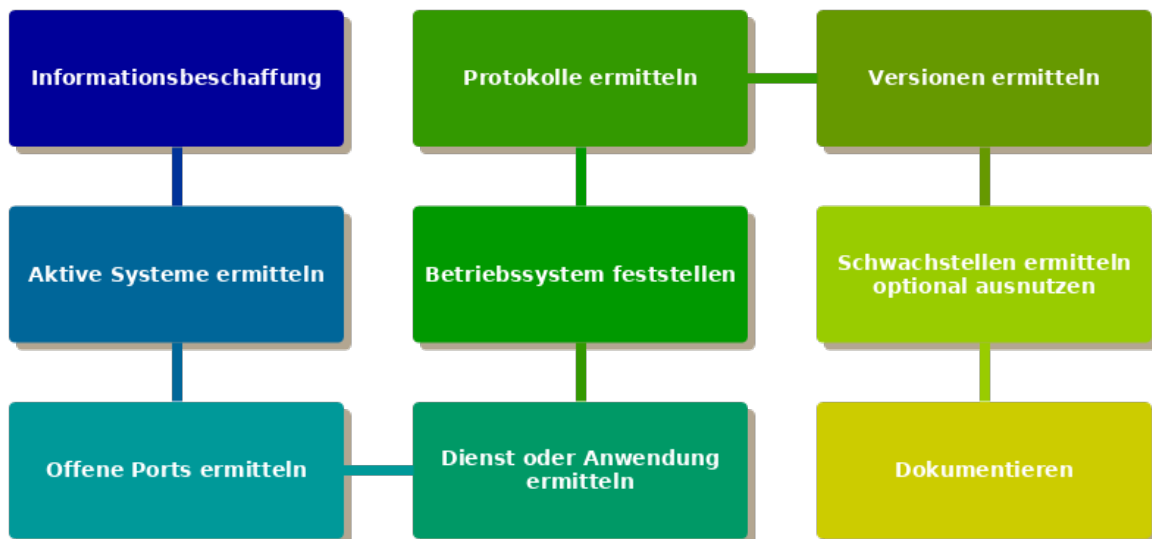 Informationsbeschaffung
Aktive Systeme ermitteln
Offene Ports ermitteln
Dienst oder Anwendung
ermitteln
Betriebssystem feststellen
Protokolle ermitteln
Versionen ermitteln
Schwachstellen ermitteln
optional ausnutzen
Dokumentieren